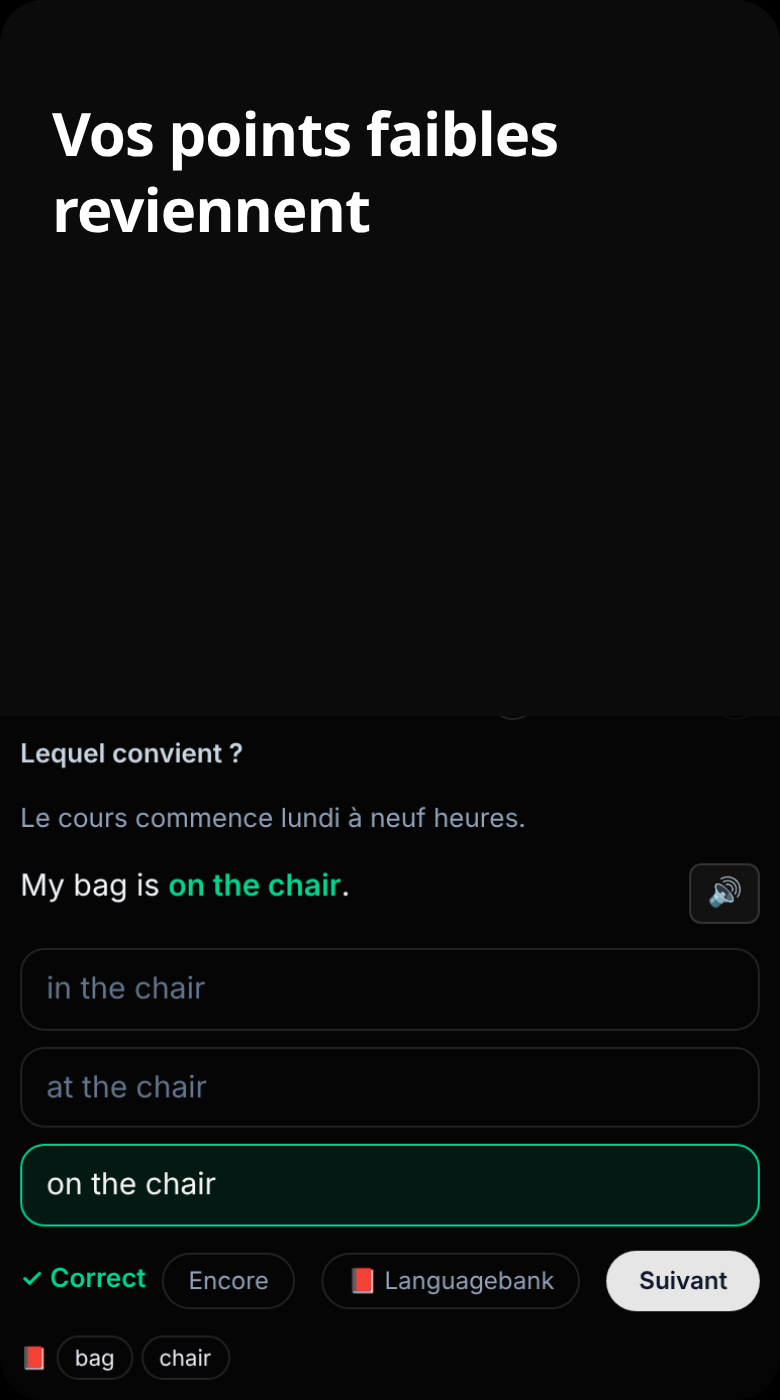 Vos points faibles
reviennent
Lequel convient ?
Le cours commence lundi à neuf heures.
My bag is on the chair.
in the chair
at the chair
on the chair
✓ Correct Encore 📕 Languagebank Suivant
📕 bag chair